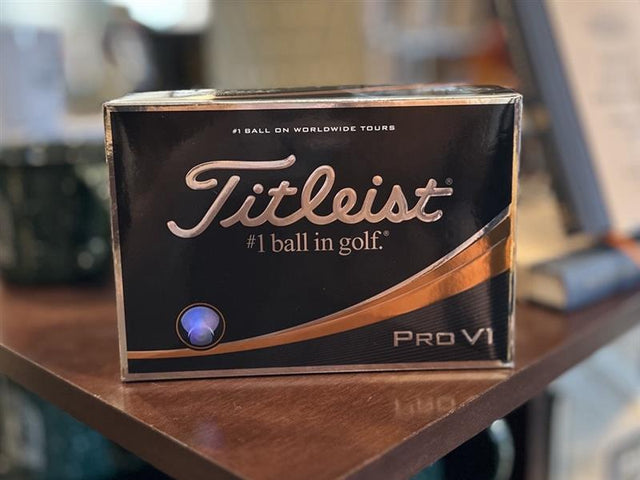 #1 BALL ON WORLDWIDE TOURS
Titleist®
#1 ball in golf.®
PRO V1